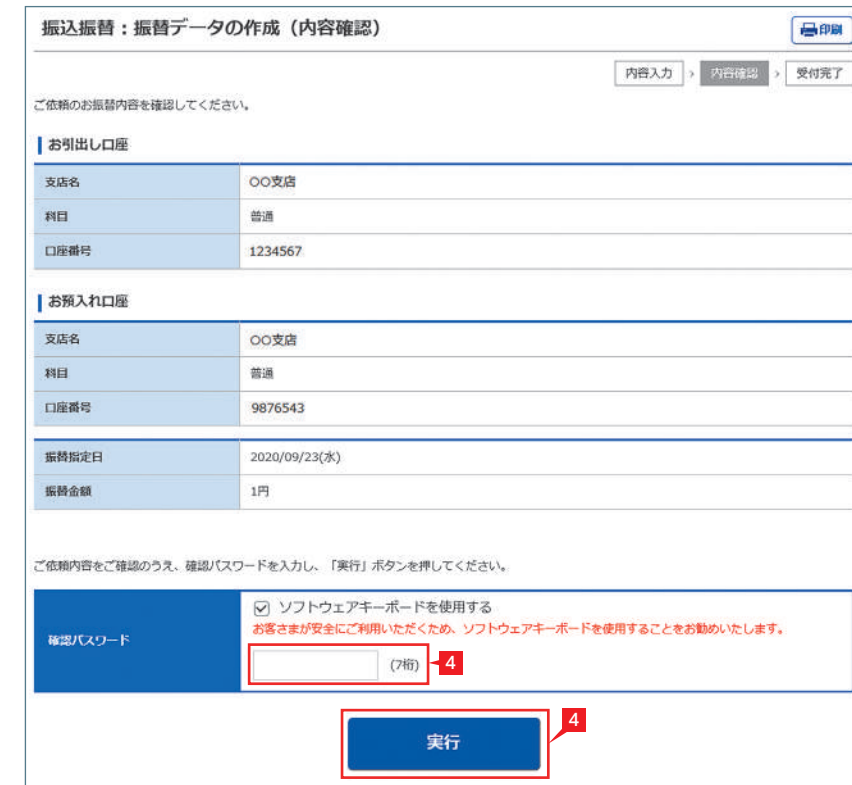 振込振替：振替データの作成（内容確認）
印刷
内容入力 › 内容確認 › 受付完了
ご依頼のお振替内容を確認してください。
お引出し口座
支店名 〇〇支店
科目 普通
口座番号 1234567
お預入れ口座
支店名 〇〇支店
科目 普通
口座番号 9876543
振替指定日 2020/09/23(水)
振替金額 1円
ご依頼内容をご確認のうえ、確認パスワードを入力し、「実行」ボタンを押してください。
ソフトウェアキーボードを使用する
お客さまが安全にご利用いただくため、ソフトウェアキーボードを使用することをお勧めいたします。
確認パスワード
(7桁) 4
4
実行